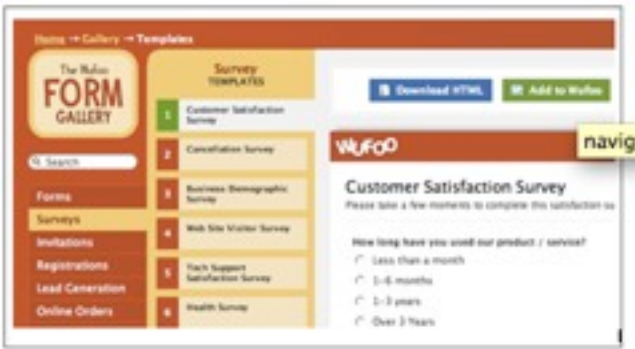 Home → Gallery → Templates
The Wufoo
FORM
GALLERY
Search
Forms
Surveys
Invitations
Registrations
Lead Generation
Online Orders
Survey
TEMPLATES
1 Customer Satisfaction
Survey
2 Cancellation Survey
3 Business Demographic
Survey
4 Web Site Visitor Survey
5 Tech Support
Satisfaction Survey
6 Health Survey
Download HTML
Add to Wufoo
navig
WUFOO
Customer Satisfaction Survey
Please take a few moments to complete this satisfaction su
How long have you used our product / service?
Less than a month
1-6 months
1-3 years
Over 3 Years